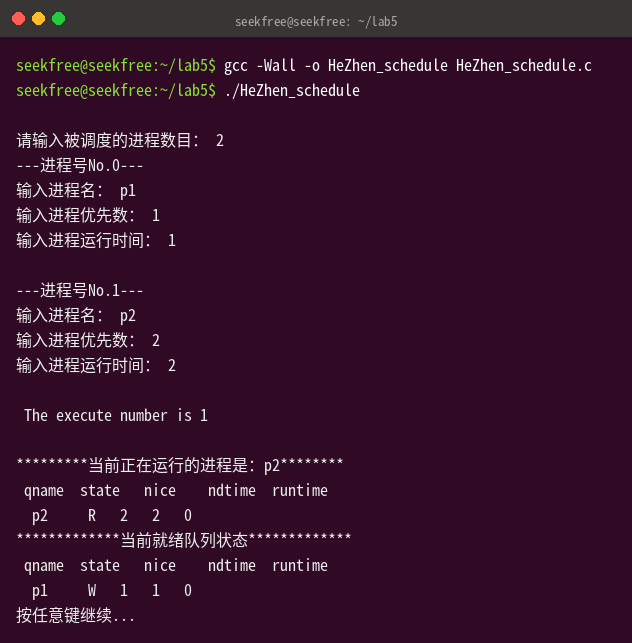 seekfree@seekfree: ~/lab5
seekfree@seekfree:~/lab5$ gcc -Wall -o HeZhen_schedule HeZhen_schedule.c
seekfree@seekfree:~/lab5$ ./HeZhen_schedule
请输入被调度的进程数目： 2
---进程号No.0---
输入进程名： p1
输入进程优先数： 1
输入进程运行时间： 1
---进程号No.1---
输入进程名： p2
输入进程优先数： 2
输入进程运行时间： 2
The execute number is 1
*********当前正在运行的进程是：p2********
qname  state   nice    ndtime  runtime
p2     R   2   2   0
*************当前就绪队列状态*************
qname  state   nice    ndtime  runtime
p1     W   1   1   0
按任意键继续...